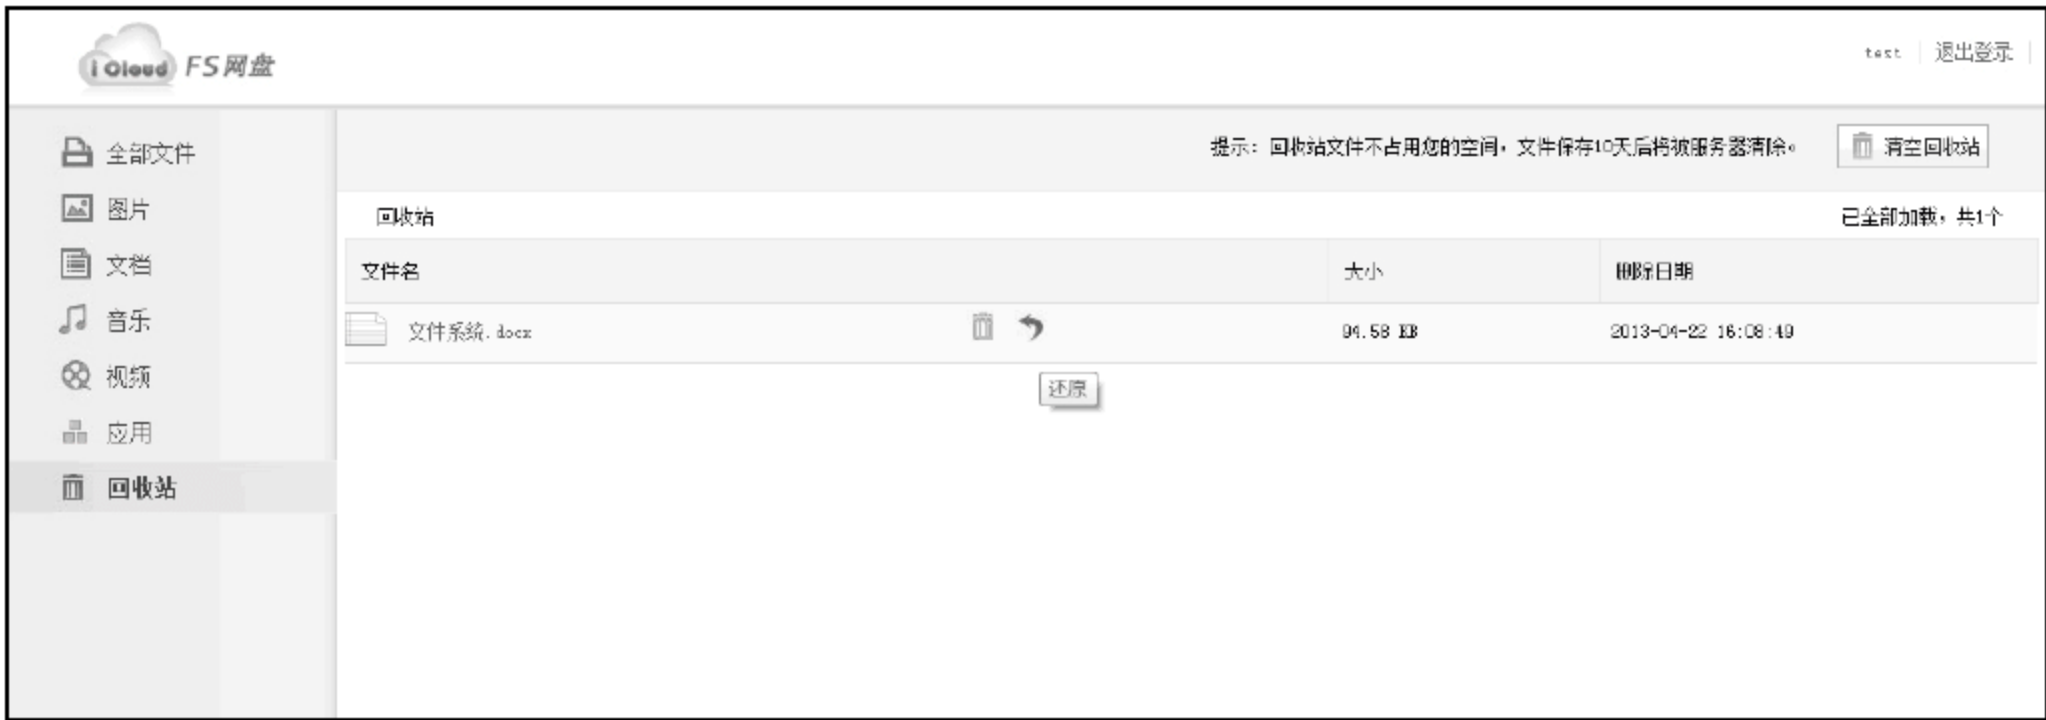 i Cloud FS网盘
test 退出登录
全部文件
图片
文档
音乐
视频
应用
回收站
提示：回收站文件不占用您的空间，文件保存10天后将被服务器清除。 清空回收站
回收站 已全部加载，共1个
文件名 大小 删除日期
文件系统.docx 94.58 KB 2013-04-22 16:08:49
还原